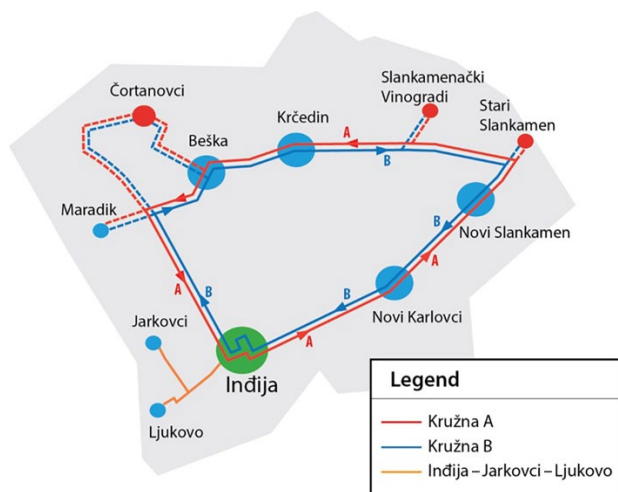 Čortanovci
Slankamenački
Vinogradi
Krčedin
Stari
Slankamen
Beška
A
B
A
Maradik
B
Novi Slankamen
A
A
B
B
Novi Karlovci
Jarkovci
A
Inđija
Ljukovo
Legend
Kružna A
Kružna B
Inđija – Jarkovci – Ljukovo